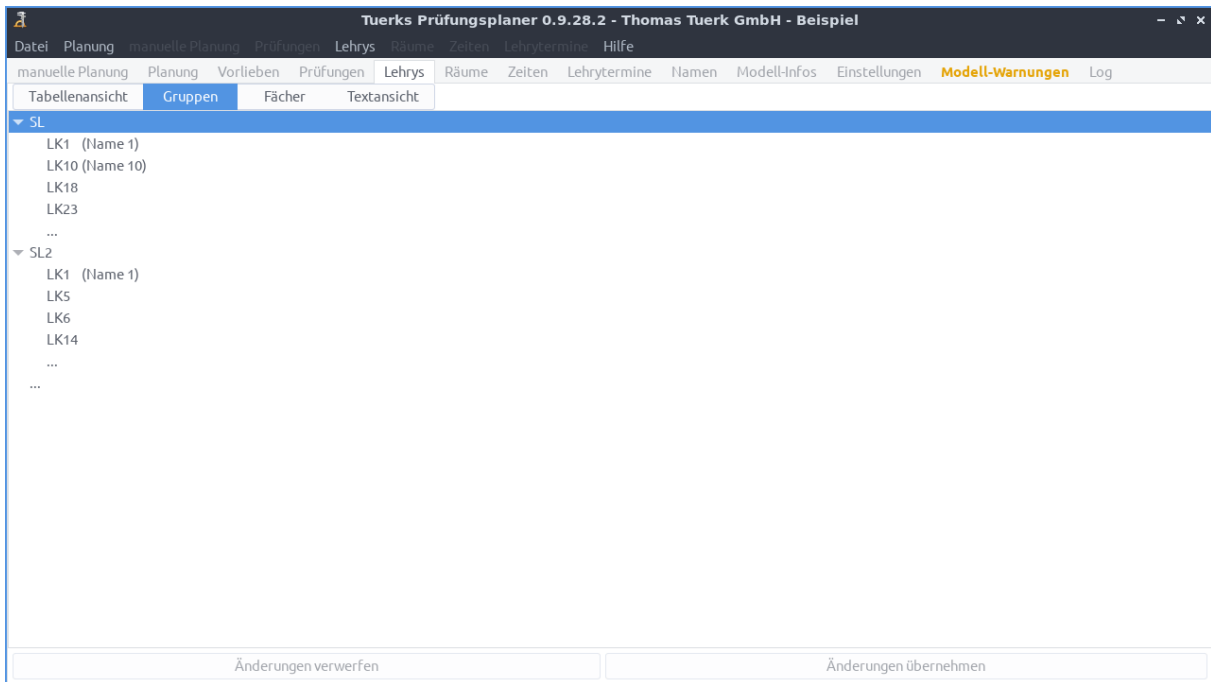 Tuerks Prüfungsplaner 0.9.28.2 - Thomas Tuerk GmbH - Beispiel
Datei Planung manuelle Planung Prüfungen Lehrys Räume Zeiten Lehrytermine Hilfe
manuelle Planung Planung Vorlieben Prüfungen Lehrys Räume Zeiten Lehrytermine Namen Modell-Infos Einstellungen Modell-Warnungen Log
Tabellenansicht Gruppen Fächer Textansicht
SL
LK1 (Name 1)
LK10 (Name 10)
LK18
LK23
...
SL2
LK1 (Name 1)
LK5
LK6
LK14
...
...
Änderungen verwerfen Änderungen übernehmen